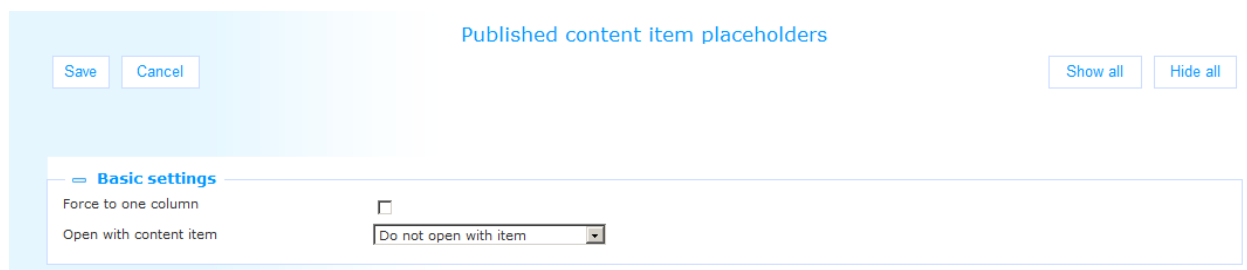 Published content item placeholders
Save Cancel Show all Hide all
Basic settings
Force to one column
Open with content item Do not open with item